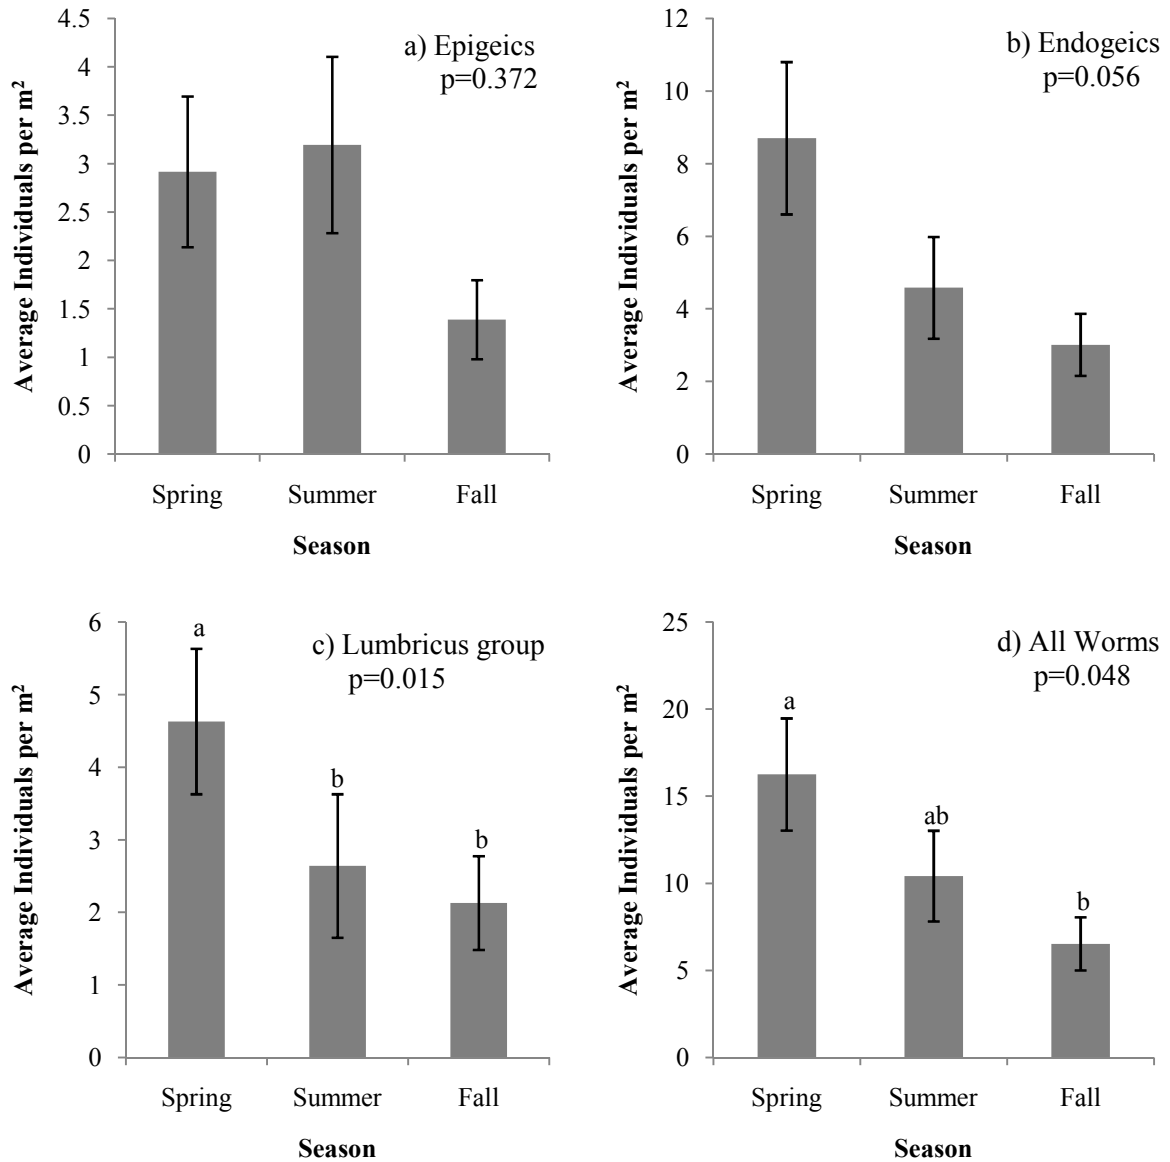 a) Epigeics
p=0.372
Average Individuals per m²
4.5
4
3.5
3
2.5
2
1.5
1
0.5
0
Spring Summer Fall
Season
b) Endogeics
p=0.056
Average Individuals per m²
12
10
8
6
4
2
0
Spring Summer Fall
Season
c) Lumbricus group
p=0.015
Average Individuals per m²
6
5
4
3
2
1
0
a
b
b
Spring Summer Fall
Season
d) All Worms
p=0.048
Average Individuals per m²
25
20
15
10
5
0
a
ab
b
Spring Summer Fall
Season